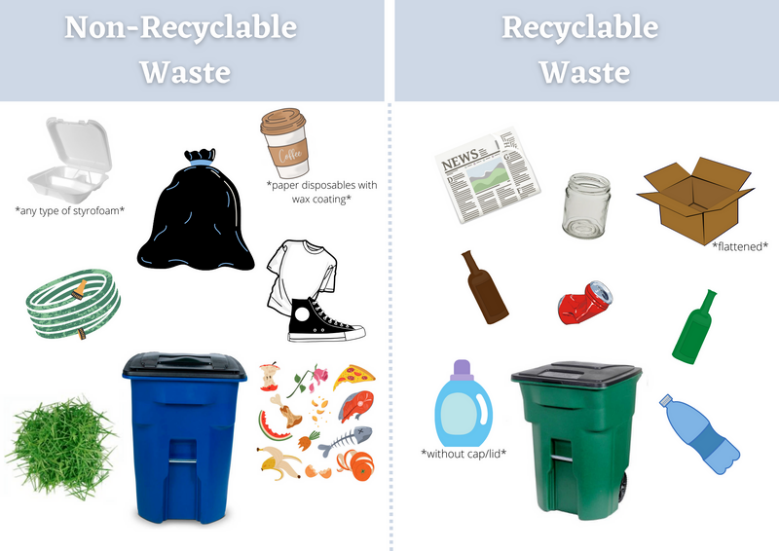 Non-Recyclable
Waste
Recyclable
Waste
*any type of styrofoam*
Coffee
*paper disposables with
wax coating*
NEWS
*flattened*
*without cap/lid*